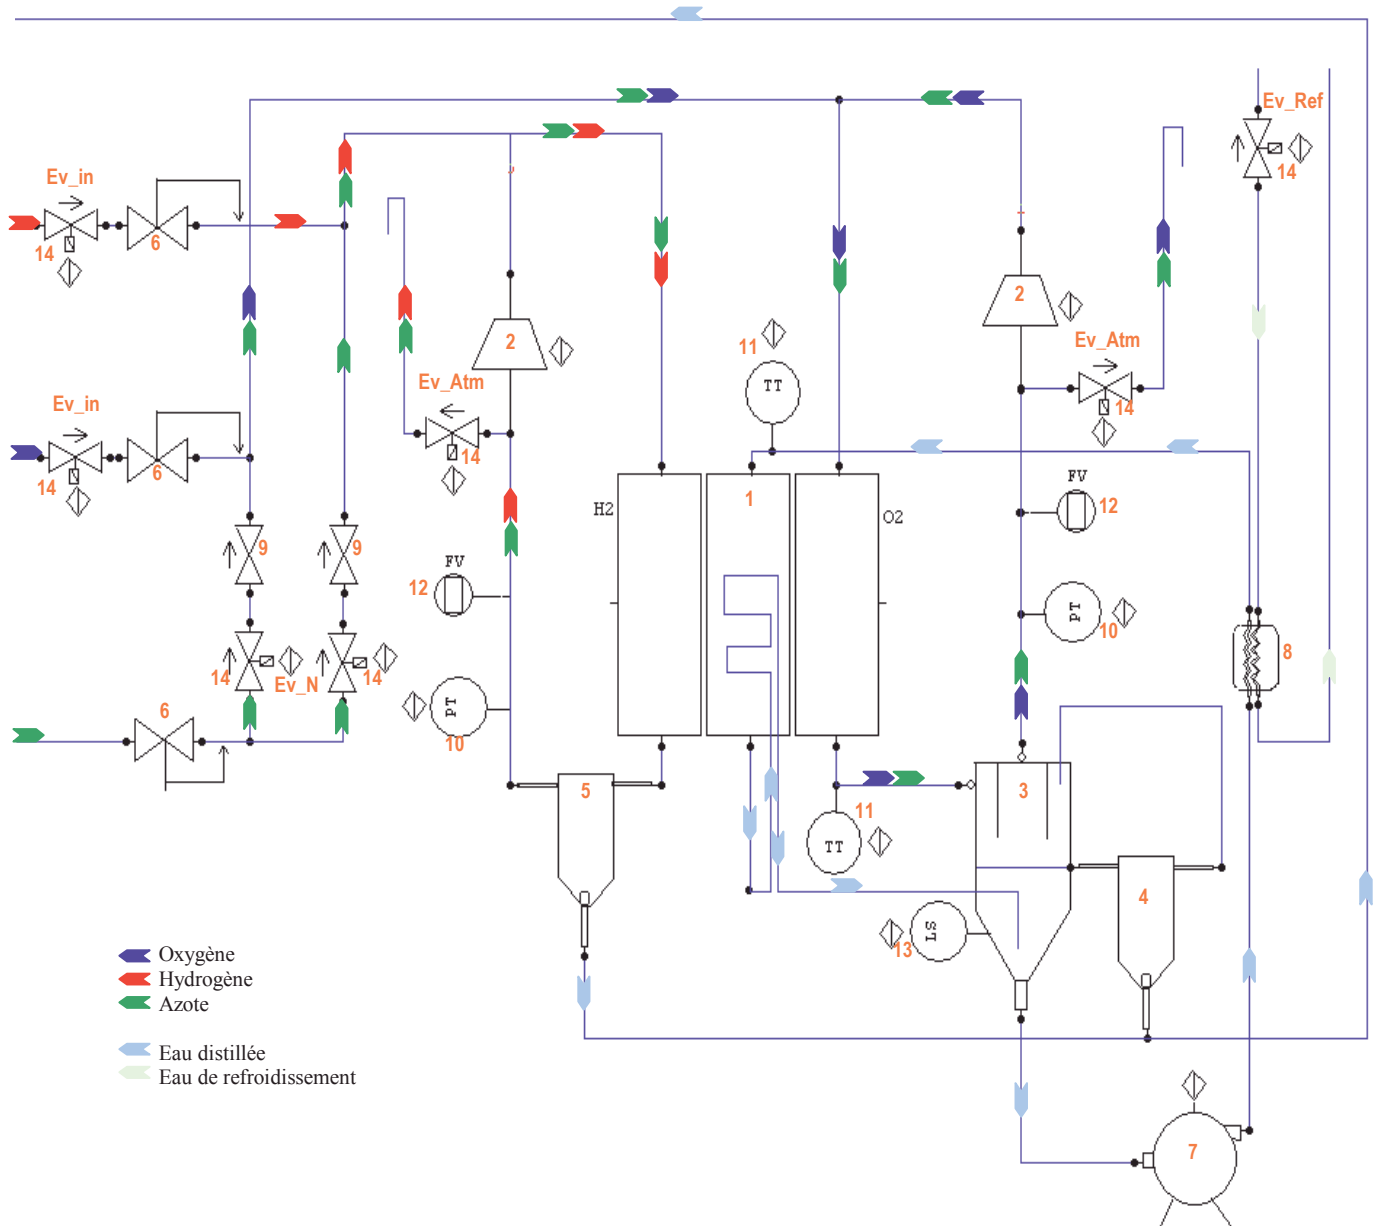 Ev_Ref
14
Ev_in
6
14
2
2
Ev_Atm
14
11
TT
Ev_Atm
14
Ev_in
6
14
H2
1
O2
FV
12
9
9
FV
12
PT
10
8
14
Ev_N
14
6
PT
10
5
3
11
TT
4
LS
13
Oxygène
Hydrogène
Azote
Eau distillée
Eau de refroidissement
7